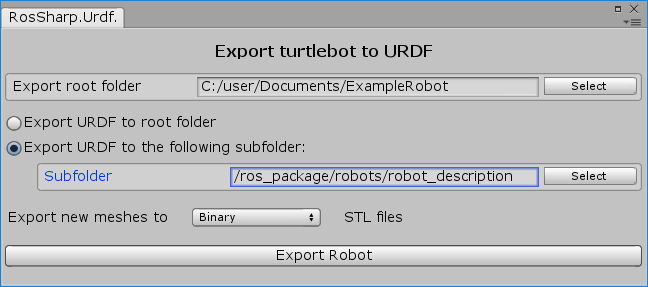 RosSharp.Urdf.
Export turtlebot to URDF
Export root folder C:/user/Documents/ExampleRobot Select
Export URDF to root folder
Export URDF to the following subfolder:
Subfolder /ros_package/robots/robot_description Select
Export new meshes to Binary STL files
Export Robot